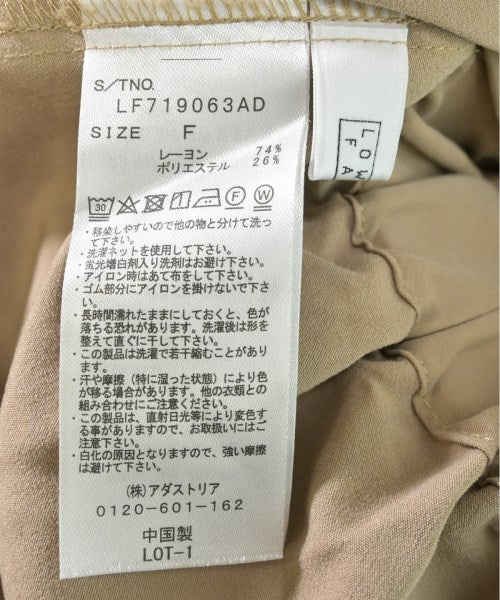 S/TNO.
LF719063AD
SIZE F
レーヨン 74%
ポリエステル 26%
30 F W
・移染しやすいので他の物と分けて洗っ
て下さい。
・洗濯ネットを使用して下さい。
・蛍光増白剤入り洗剤はお避け下さい。
・アイロン時はあて布をして下さい。
・ゴム部分にアイロンを掛けないで下さ
い。
・長時間濡れたままにしておくと、色が
落ちる恐れがあります。洗濯後は形を
整えて直ぐに干して下さい。
・この製品は洗濯で若干縮むことがあり
ます。
・汗や摩擦（特に湿った状態）により色
が移る場合があります。他の衣類との
組み合わせにご注意ください。
・この製品は、直射日光等により変色す
る事がありますので、お取扱いにはご
注意下さい。
・白化の原因となりますので、強い摩擦
は避けて下さい。
(株)アダストリア
0120-601-162
中国製
LOT-1
LOW
FA